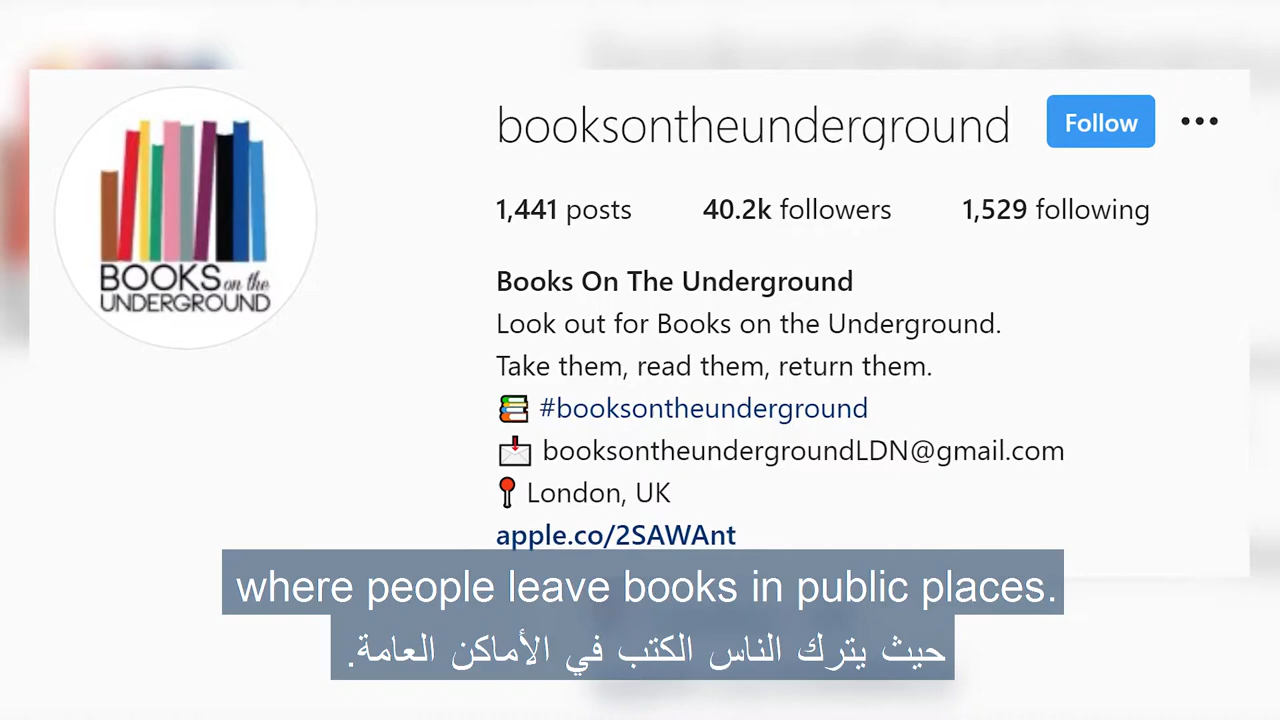 BOOKS on the
UNDERGROUND
booksontheunderground
Follow
1,441 posts 40.2k followers 1,529 following
Books On The Underground
Look out for Books on the Underground.
Take them, read them, return them.
📚 #booksontheunderground
📩 booksontheundergroundLDN@gmail.com
📍 London, UK
apple.co/2SAWAnt
where people leave books in public places.
حيث يترك الناس الكتب في الأماكن العامة.